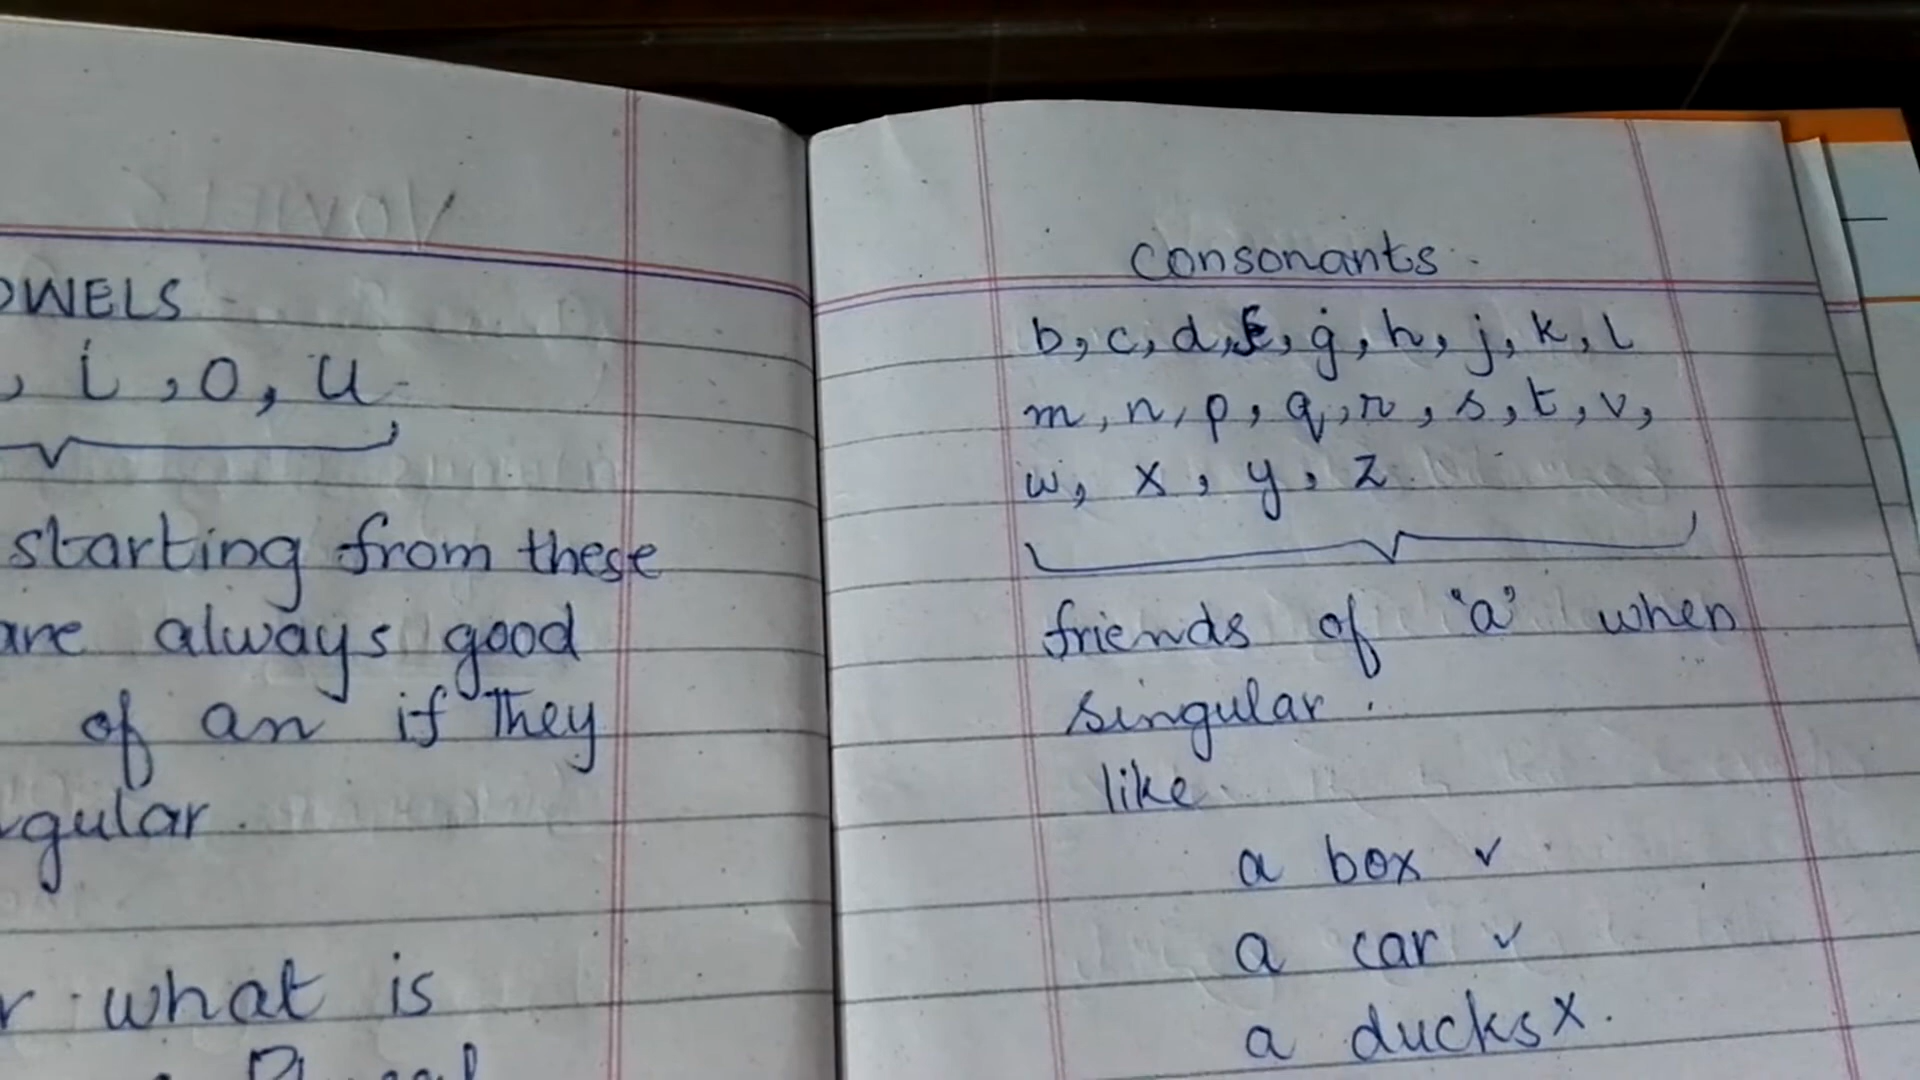 OWELS
, i, o, u
starting from these
are always good
of an if they
gular.
r what is
Consonants
b, c, d, f, g, h, j, k, l
m, n, p, q, r, s, t, v,
w, x, y, z.
friends of 'a' when
singular.
like
a box ✓
a car ✓
a ducks x.